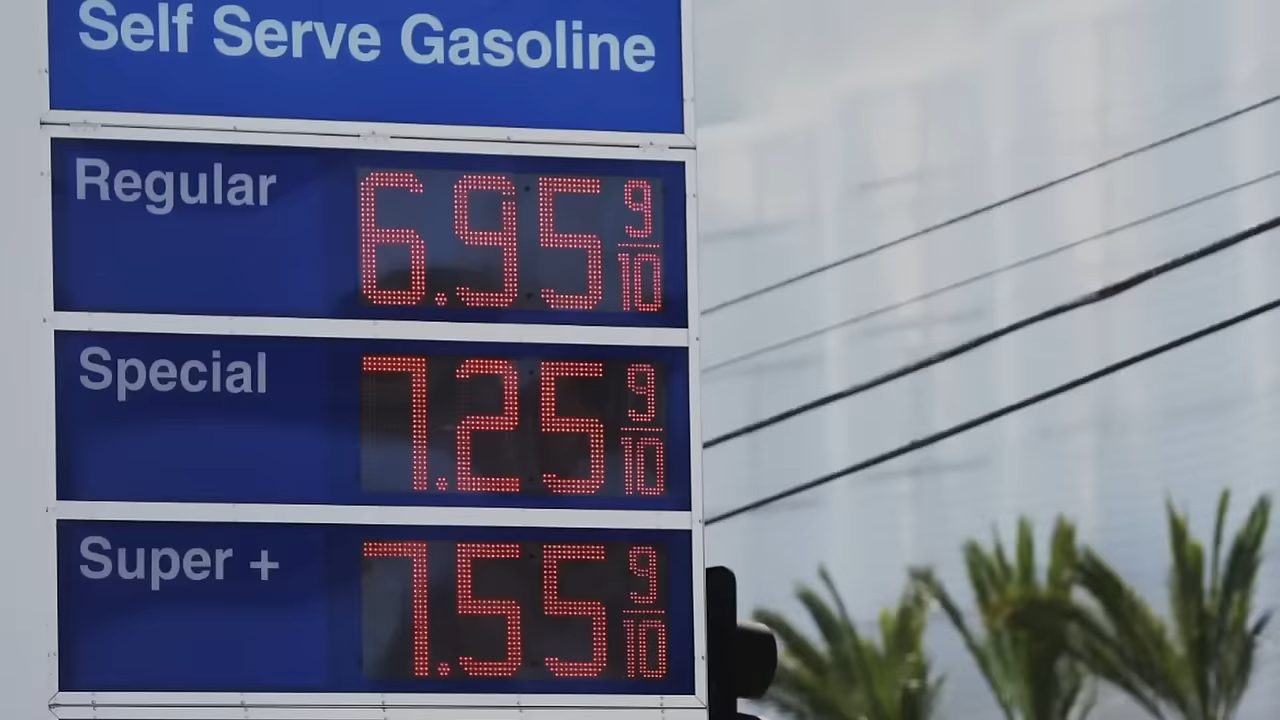 Self Serve Gasoline
Regular 6.95 9/10
Special 7.25 9/10
Super + 7.55 9/10